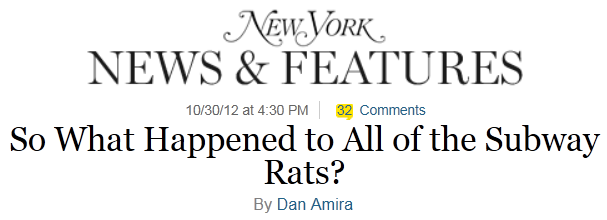 New York
NEWS & FEATURES
10/30/12 at 4:30 PM 32 Comments
So What Happened to All of the Subway
Rats?
By Dan Amira